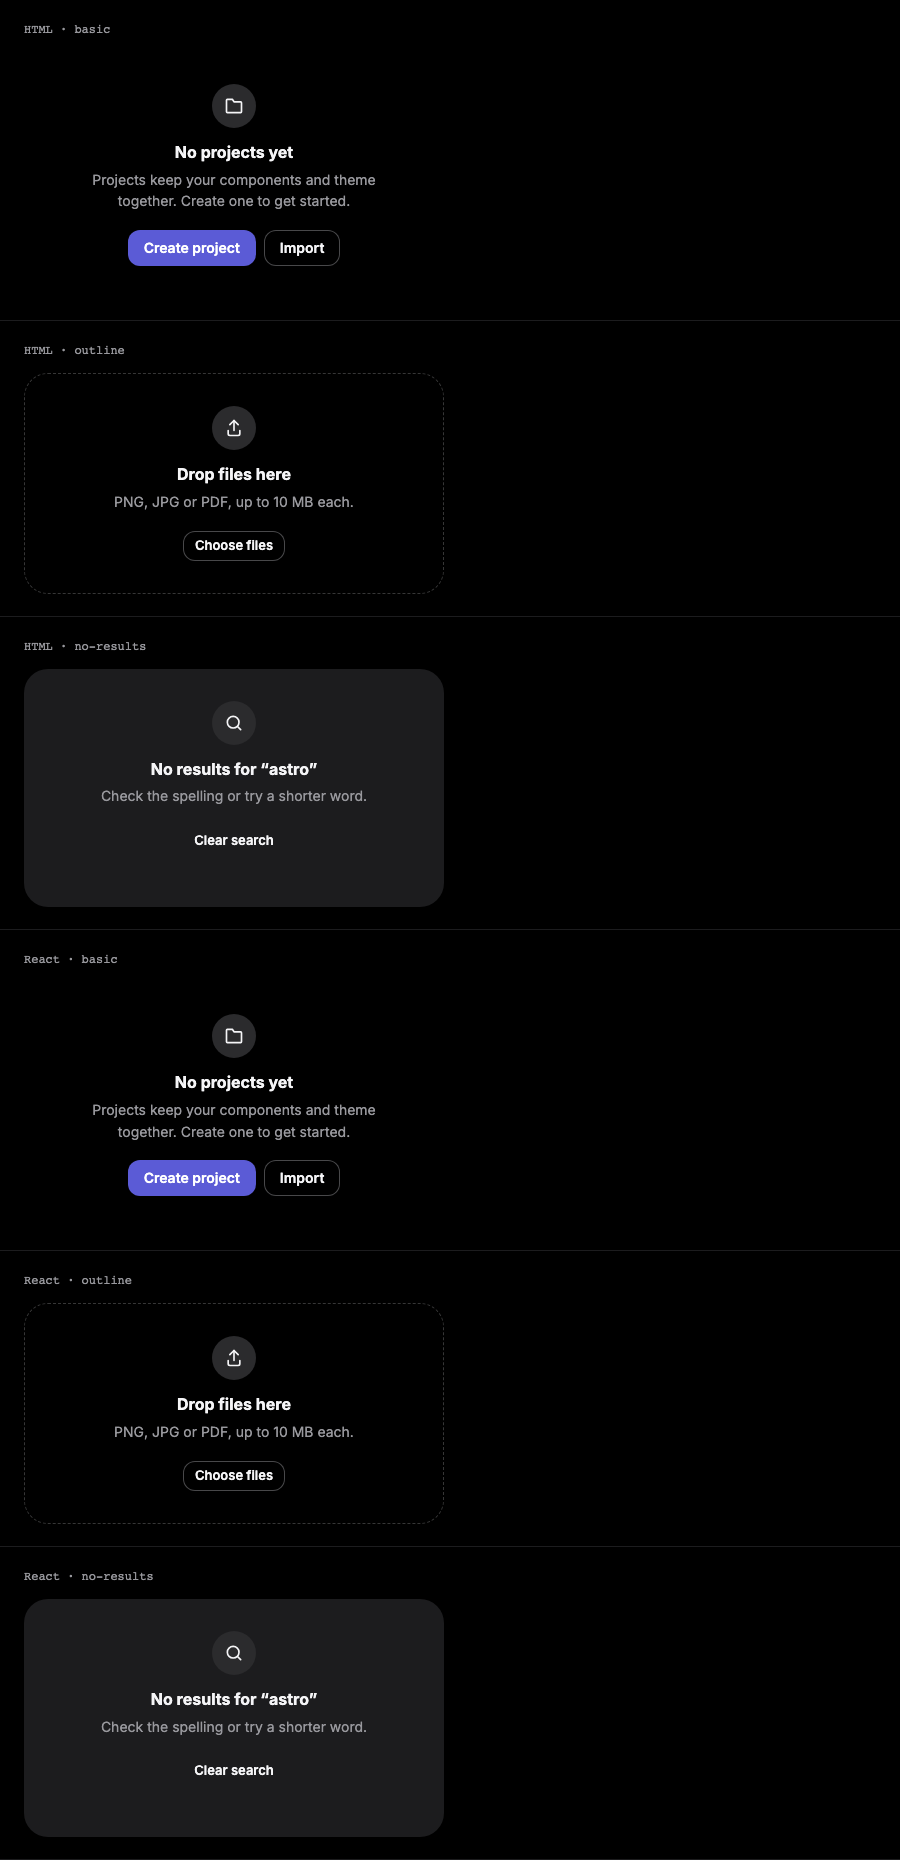 HTML · basic
No projects yet
Projects keep your components and theme
together. Create one to get started.
Create project Import
HTML · outline
Drop files here
PNG, JPG or PDF, up to 10 MB each.
Choose files
HTML · no-results
No results for “astro”
Check the spelling or try a shorter word.
Clear search
React · basic
No projects yet
Projects keep your components and theme
together. Create one to get started.
Create project Import
React · outline
Drop files here
PNG, JPG or PDF, up to 10 MB each.
Choose files
React · no-results
No results for “astro”
Check the spelling or try a shorter word.
Clear search